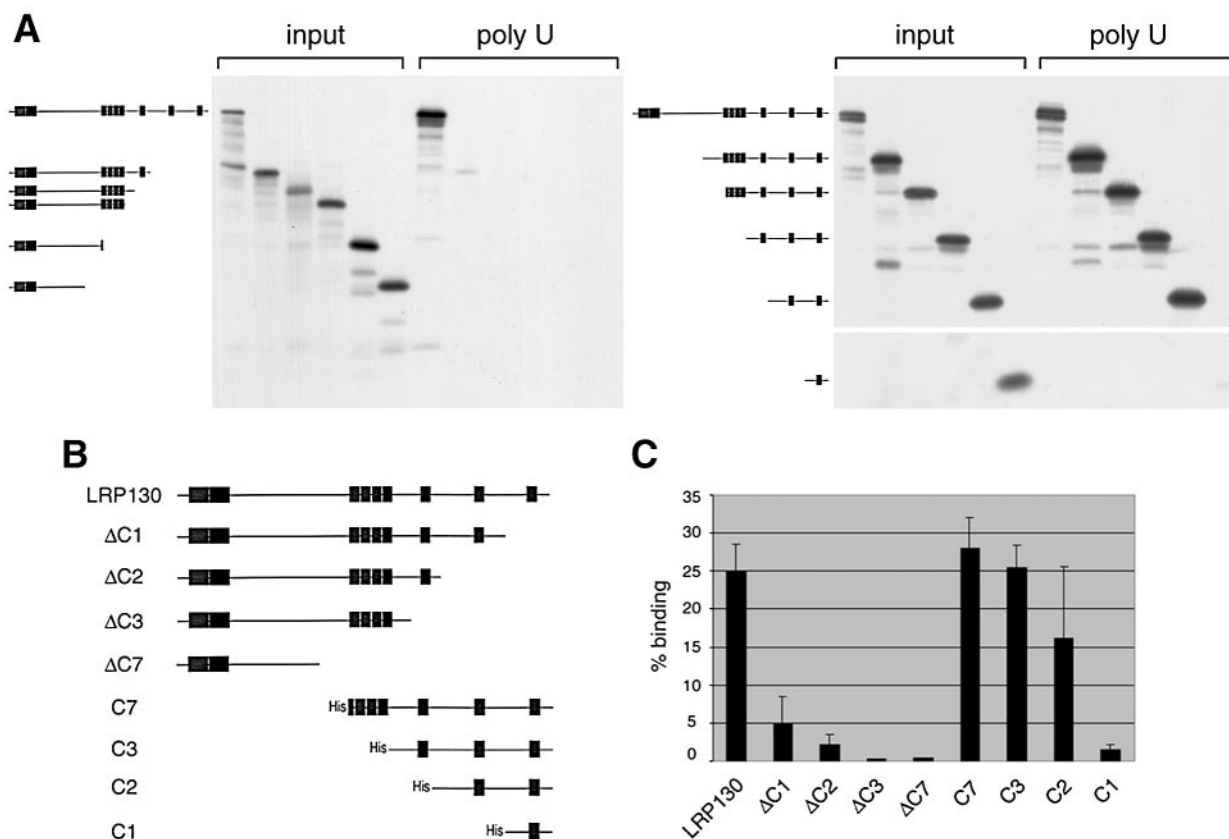 A
input
poly U
input
poly U
B
LRP130
ΔC1
ΔC2
ΔC3
ΔC7
His
C7
His
C3
His
C2
His
C1
C
% binding
35
30
25
20
15
10
5
0
LRP130
ΔC1
ΔC2
ΔC3
ΔC7
C7
C3
C2
C1